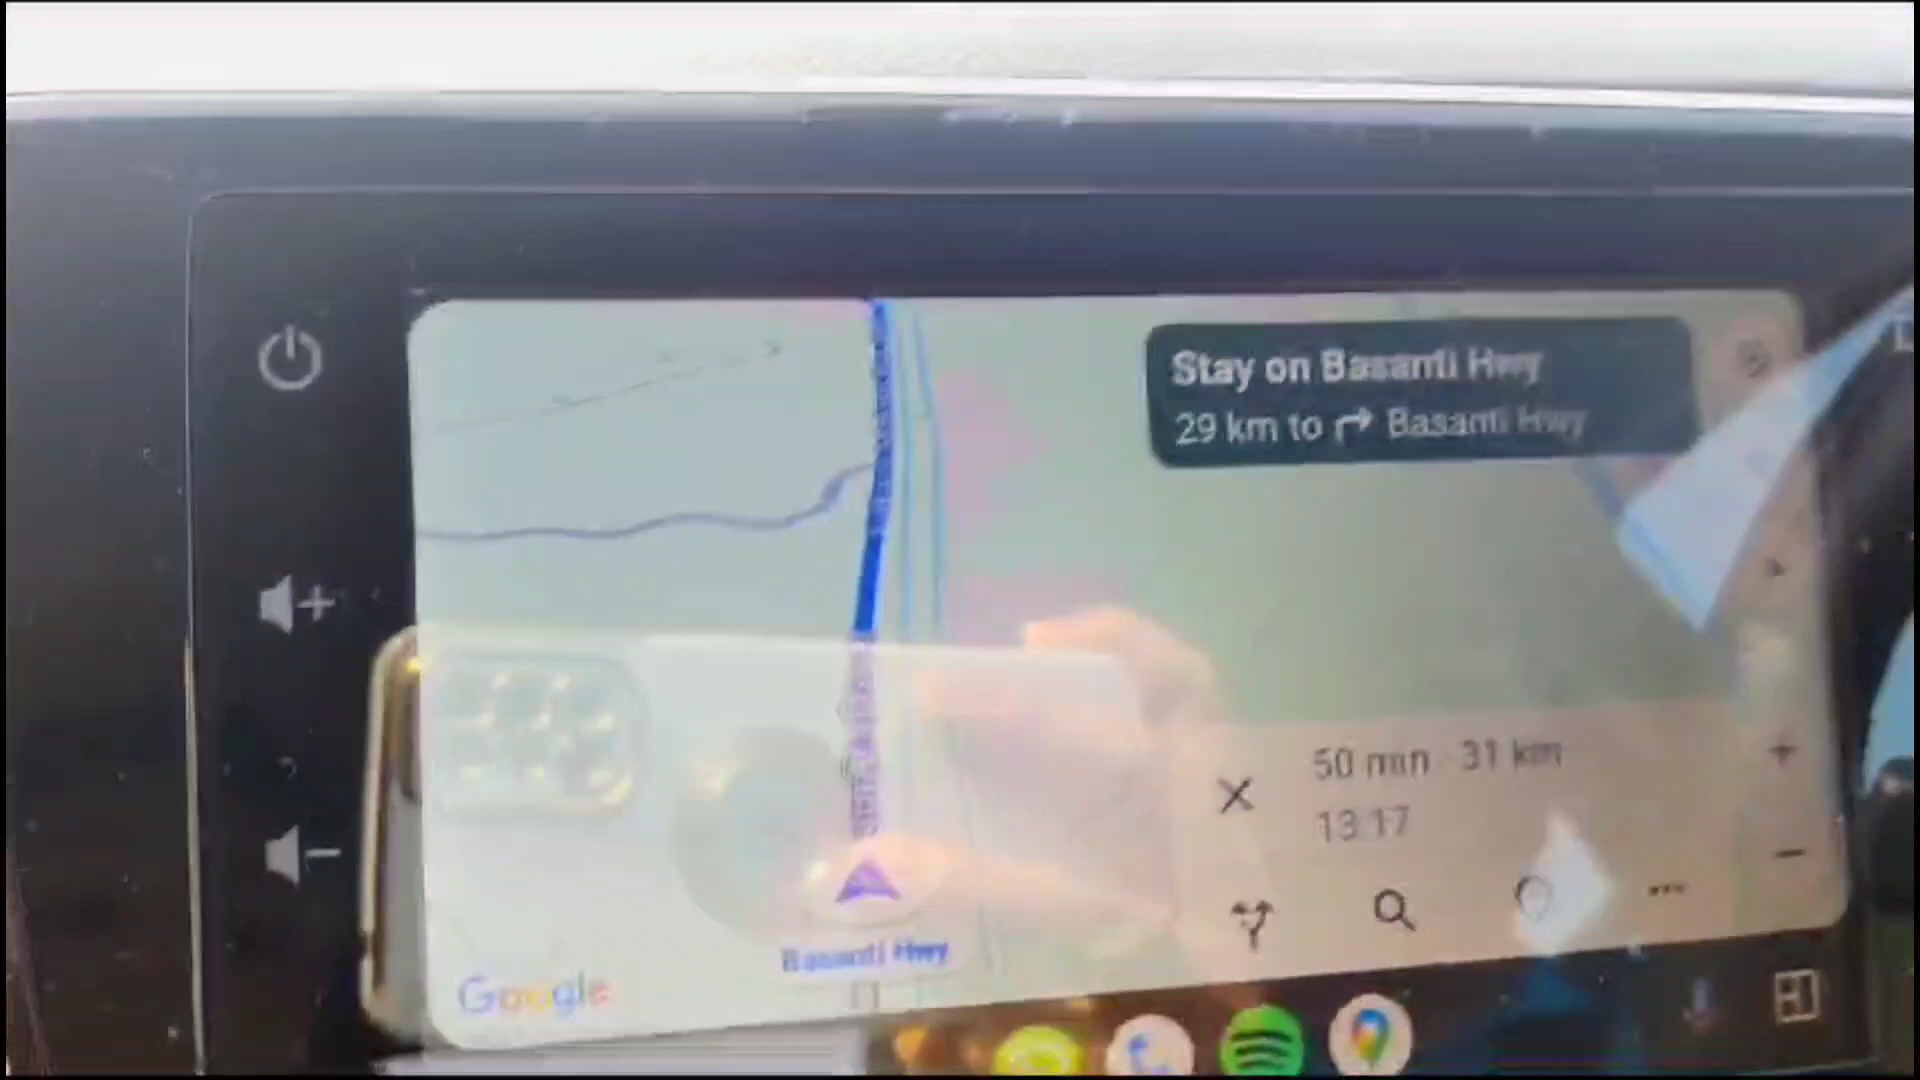 Stay on Basanti Hwy
29 km to Basanti Hwy
50 min · 31 km
13:17
Basanti Hwy
Google